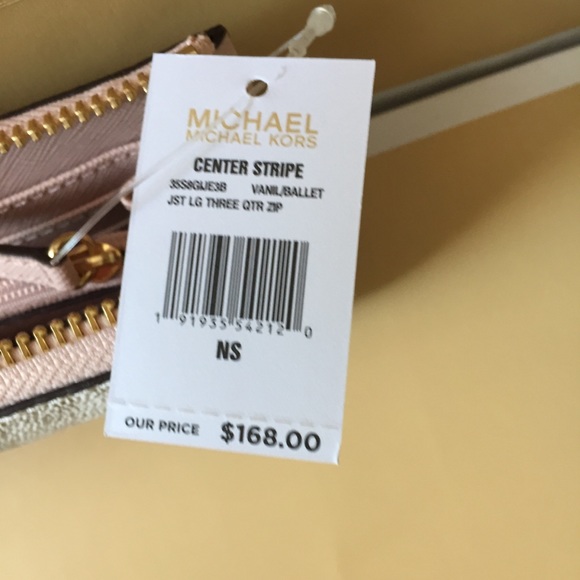 MICHAEL
MICHAEL KORS
CENTER STRIPE
35S8GIJE3B VANIL/BALLET
JST LG THREE QTR ZIP
1 91935 54212 0
NS
OUR PRICE $168.00